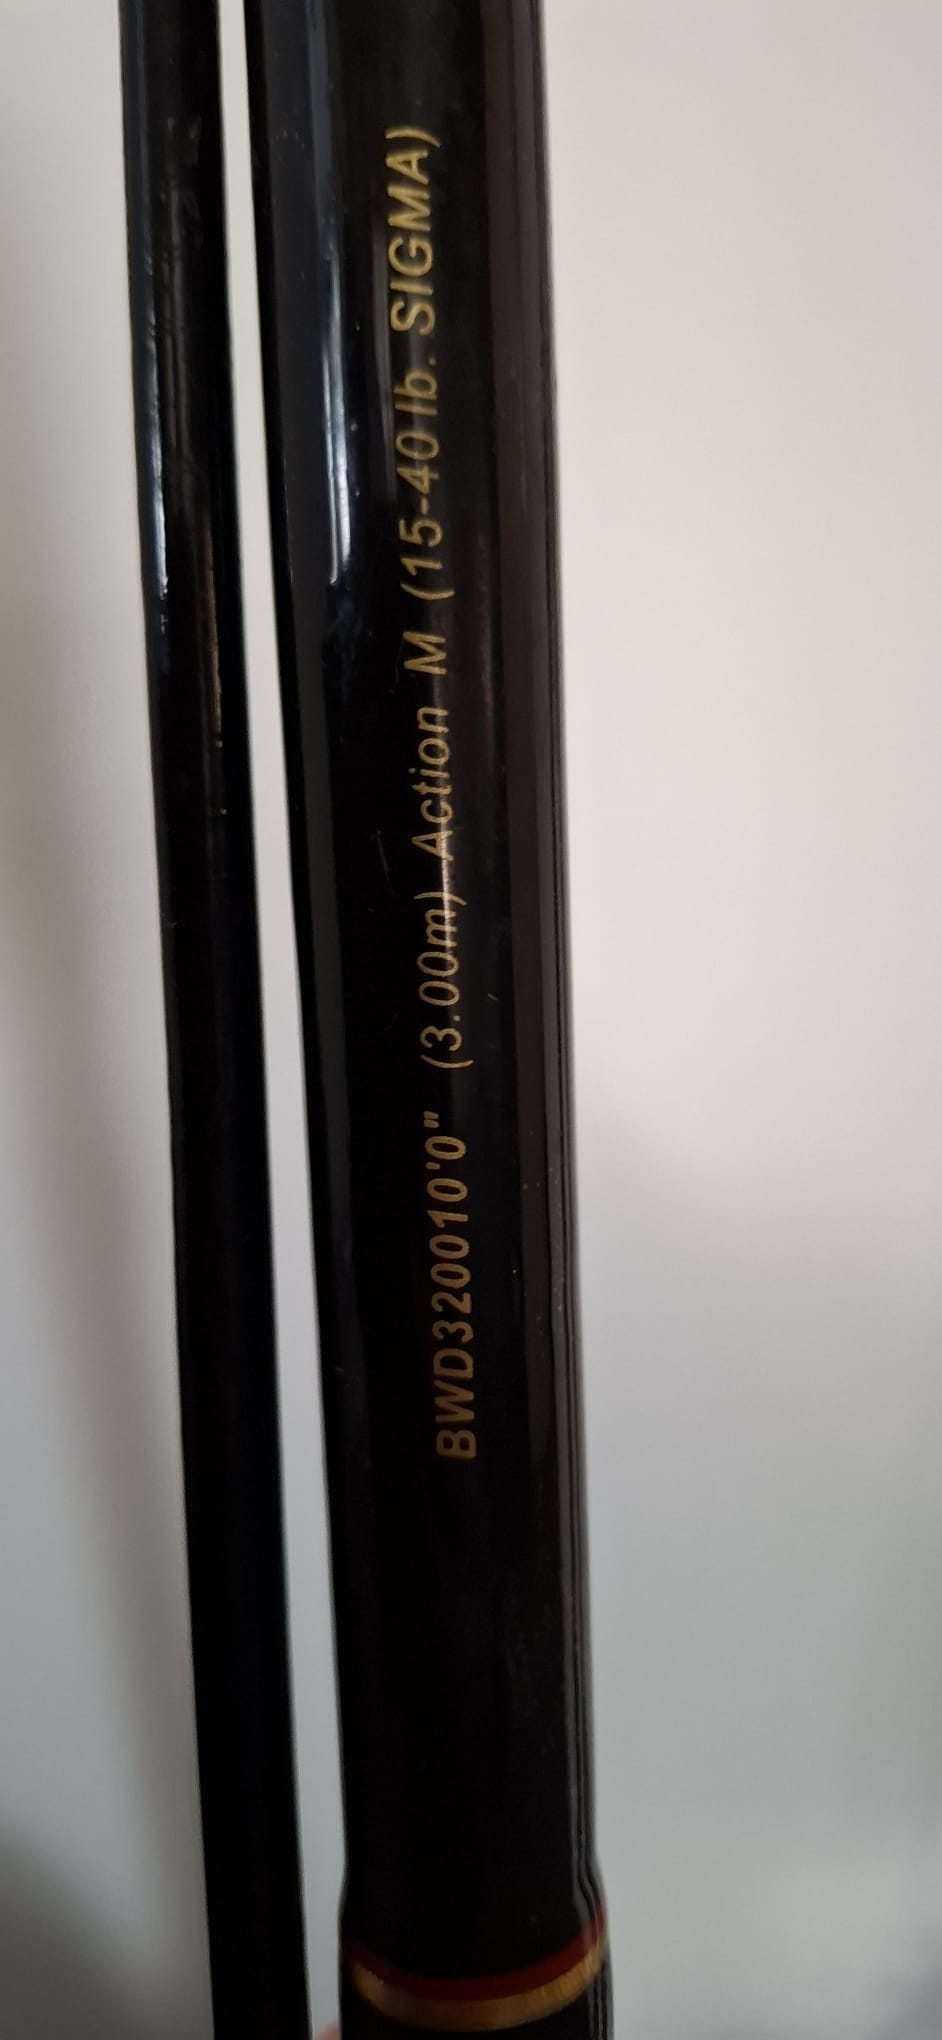 BWD320010'0" (3.00m) Action M (15-40 lb. SIGMA)